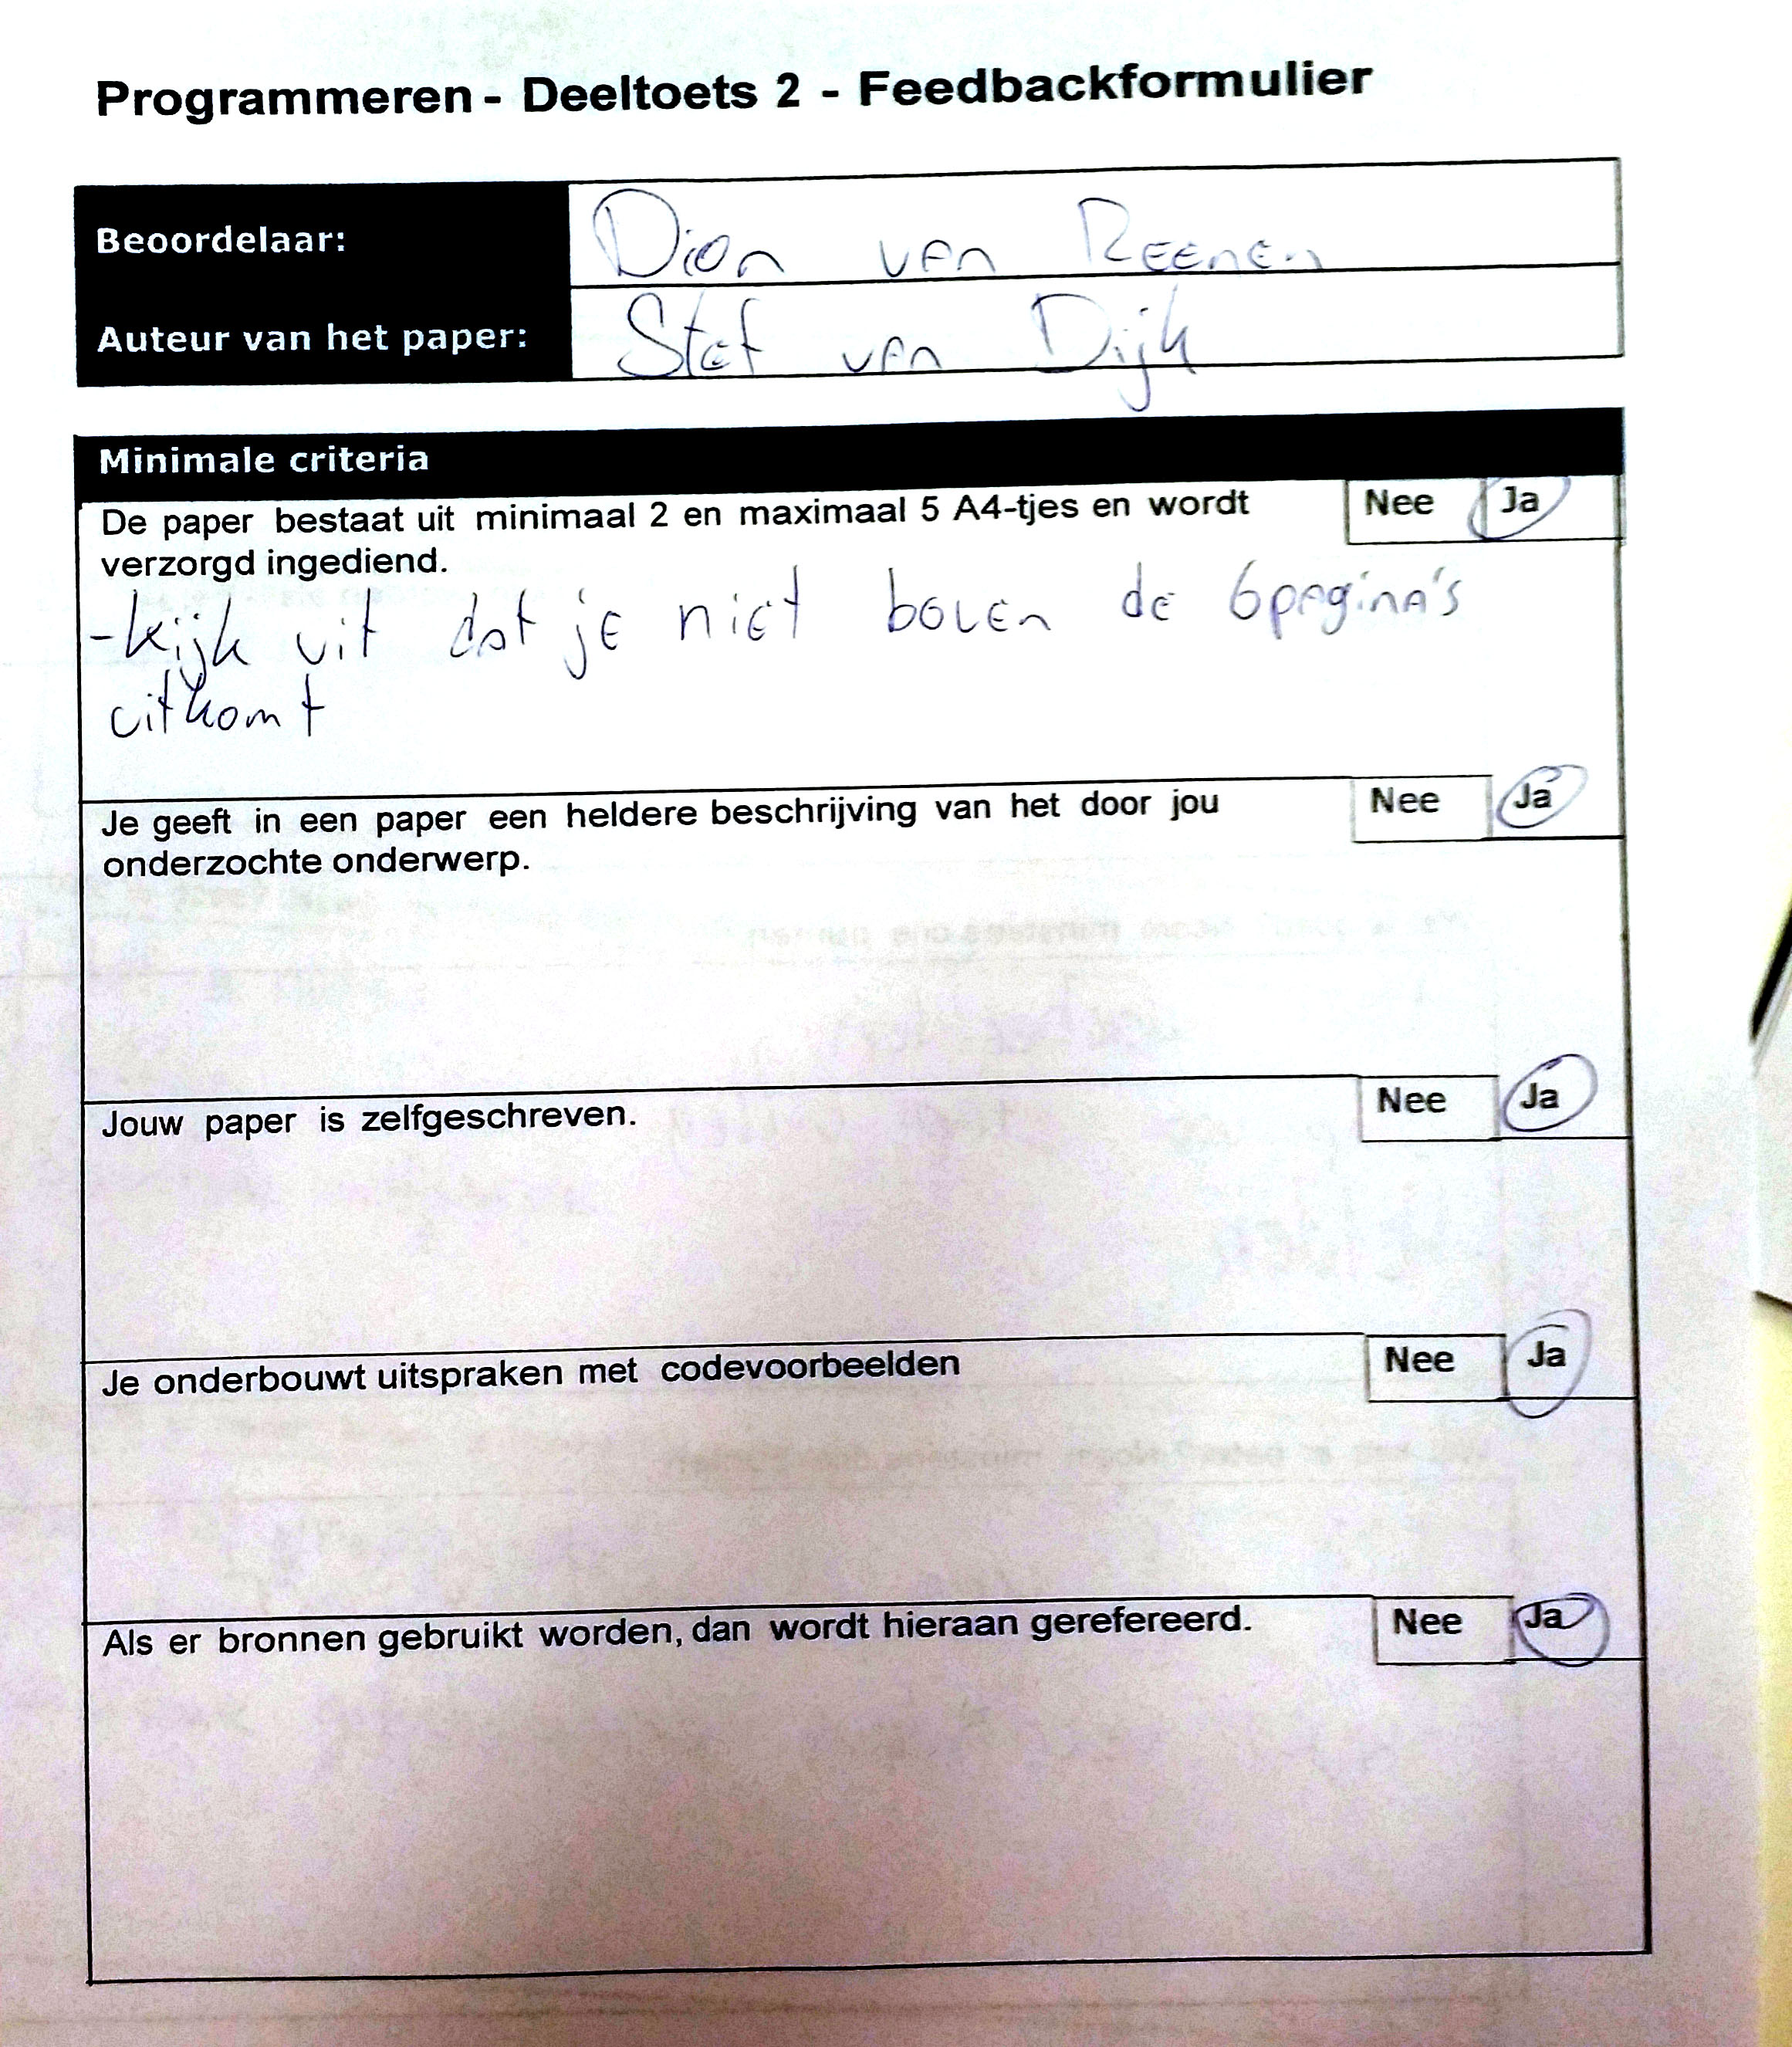 Programmeren - Deeltoets 2 - Feedbackformulier
Beoordelaar: Dion van Reenen
Auteur van het paper: Stef van Dijk
Minimale criteria
De paper bestaat uit minimaal 2 en maximaal 5 A4-tjes en wordt Nee Ja
verzorgd ingediend.
- kijk uit dat je niet boven de 6 pagina's
uitkomt
Je geeft in een paper een heldere beschrijving van het door jou Nee Ja
onderzochte onderwerp.
Jouw paper is zelfgeschreven. Nee Ja
Je onderbouwt uitspraken met codevoorbeelden Nee Ja
Als er bronnen gebruikt worden, dan wordt hieraan gerefereerd. Nee Ja